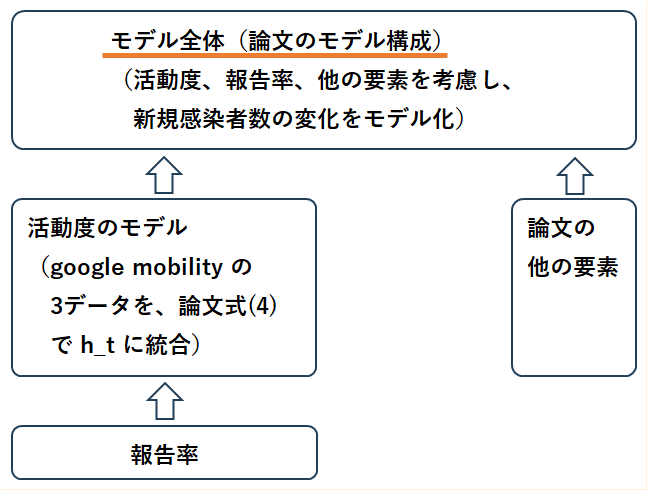 モデル全体（論文のモデル構成）
（活動度、報告率、他の要素を考慮し、
新規感染者数の変化をモデル化）
活動度のモデル
（google mobility の
3データを、論文式(4)
で h_t に統合）
論文の
他の要素
報告率